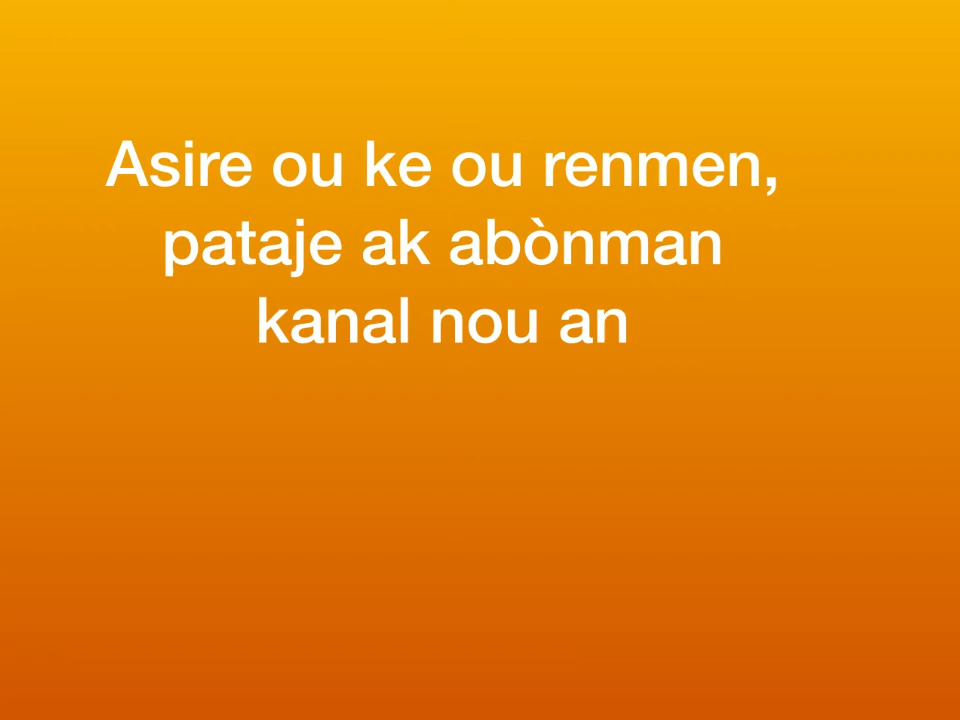 Asire ou ke ou renmen,
pataje ak abònman
kanal nou an